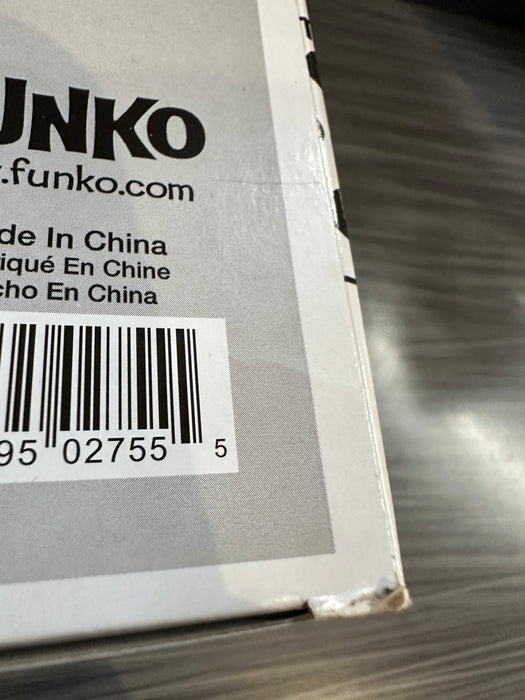 UNKO
.funko.com
de In China
iqué En Chine
cho En China
95 02755 5